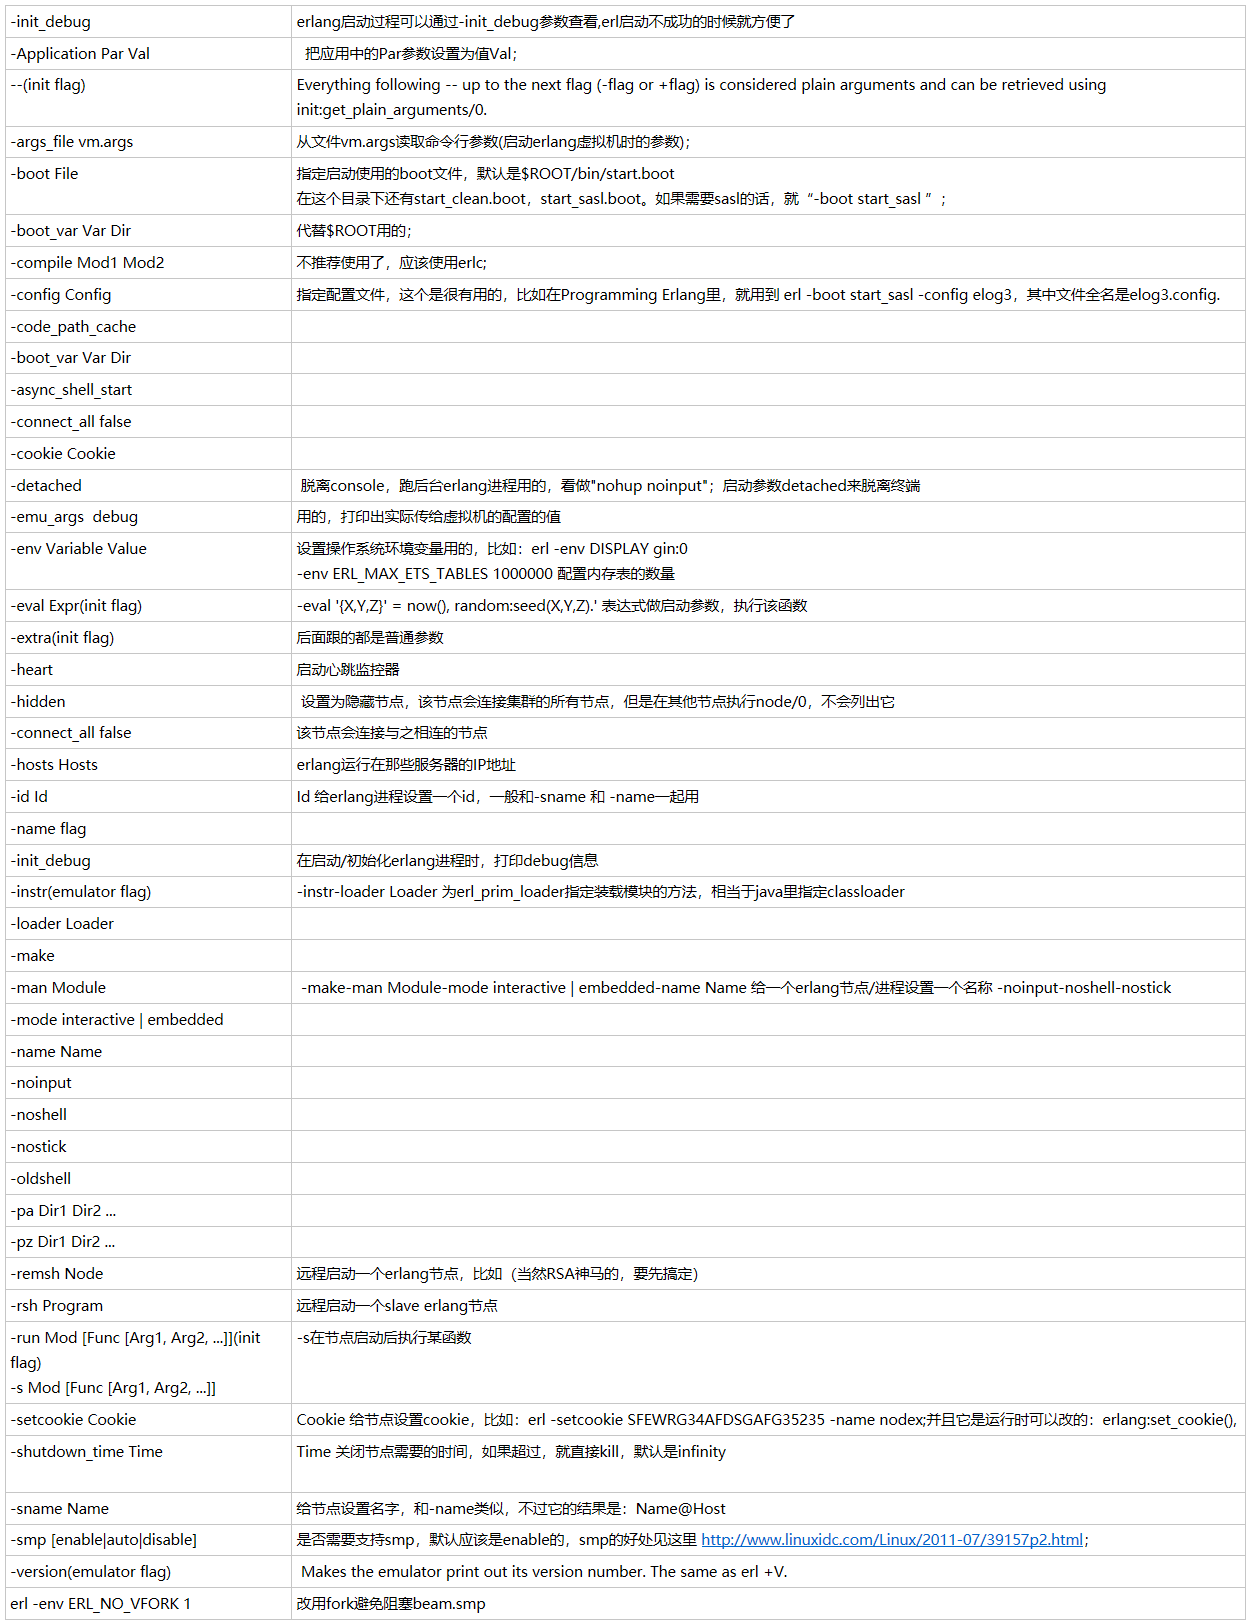 -init_debug erlang启动过程可以通过-init_debug参数查看,erl启动不成功的时候就方便了
-Application Par Val 把应用中的Par参数设置为值Val；
--(init flag) Everything following -- up to the next flag (-flag or +flag) is considered plain arguments and can be retrieved using
init:get_plain_arguments/0.
-args_file vm.args 从文件vm.args读取命令行参数(启动erlang虚拟机时的参数)；
-boot File 指定启动使用的boot文件，默认是$ROOT/bin/start.boot
在这个目录下还有start_clean.boot，start_sasl.boot。如果需要sasl的话，就“-boot start_sasl ”；
-boot_var Var Dir 代替$ROOT用的；
-compile Mod1 Mod2 不推荐使用了，应该使用erlc;
-config Config 指定配置文件，这个是很有用的，比如在Programming Erlang里，就用到 erl -boot start_sasl -config elog3，其中文件全名是elog3.config.
-code_path_cache
-boot_var Var Dir
-async_shell_start
-connect_all false
-cookie Cookie
-detached 脱离console，跑后台erlang进程用的，看做"nohup noinput"；启动参数detached来脱离终端
-emu_args  debug 用的，打印出实际传给虚拟机的配置的值
-env Variable Value 设置操作系统环境变量用的，比如：erl -env DISPLAY gin:0
-env ERL_MAX_ETS_TABLES 1000000 配置内存表的数量
-eval Expr(init flag) -eval '{X,Y,Z}' = now(), random:seed(X,Y,Z).' 表达式做启动参数，执行该函数
-extra(init flag) 后面跟的都是普通参数
-heart 启动心跳监控器
-hidden 设置为隐藏节点，该节点会连接集群的所有节点，但是在其他节点执行node/0，不会列出它
-connect_all false 该节点会连接与之相连的节点
-hosts Hosts erlang运行在那些服务器的IP地址
-id Id Id 给erlang进程设置一个id，一般和-sname 和 -name一起用
-name flag
-init_debug 在启动/初始化erlang进程时，打印debug信息
-instr(emulator flag) -instr-loader Loader 为erl_prim_loader指定装载模块的方法，相当于java里指定classloader
-loader Loader
-make
-man Module -make-man Module-mode interactive | embedded-name Name 给一个erlang节点/进程设置一个名称 -noinput-noshell-nostick
-mode interactive | embedded
-name Name
-noinput
-noshell
-nostick
-oldshell
-pa Dir1 Dir2 ...
-pz Dir1 Dir2 ...
-remsh Node 远程启动一个erlang节点，比如（当然RSA神马的，要先搞定）
-rsh Program 远程启动一个slave erlang节点
-run Mod [Func [Arg1, Arg2, ...]](init -s在节点启动后执行某函数
flag)
-s Mod [Func [Arg1, Arg2, ...]]
-setcookie Cookie Cookie 给节点设置cookie，比如：erl -setcookie SFEWRG34AFDSGAFG35235 -name nodex;并且它是运行时可以改的：erlang:set_cookie(),
-shutdown_time Time Time 关闭节点需要的时间，如果超过，就直接kill，默认是infinity
-sname Name 给节点设置名字，和-name类似，不过它的结果是：Name@Host
-smp [enable|auto|disable] 是否需要支持smp，默认应该是enable的，smp的好处见这里 http://www.linuxidc.com/Linux/2011-07/39157p2.html；
-version(emulator flag) Makes the emulator print out its version number. The same as erl +V.
erl -env ERL_NO_VFORK 1 改用fork避免阻塞beam.smp